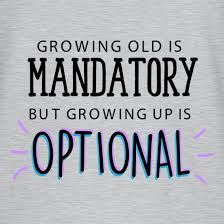 GROWING OLD IS
MANDATORY
BUT GROWING UP IS
OPTIONAL